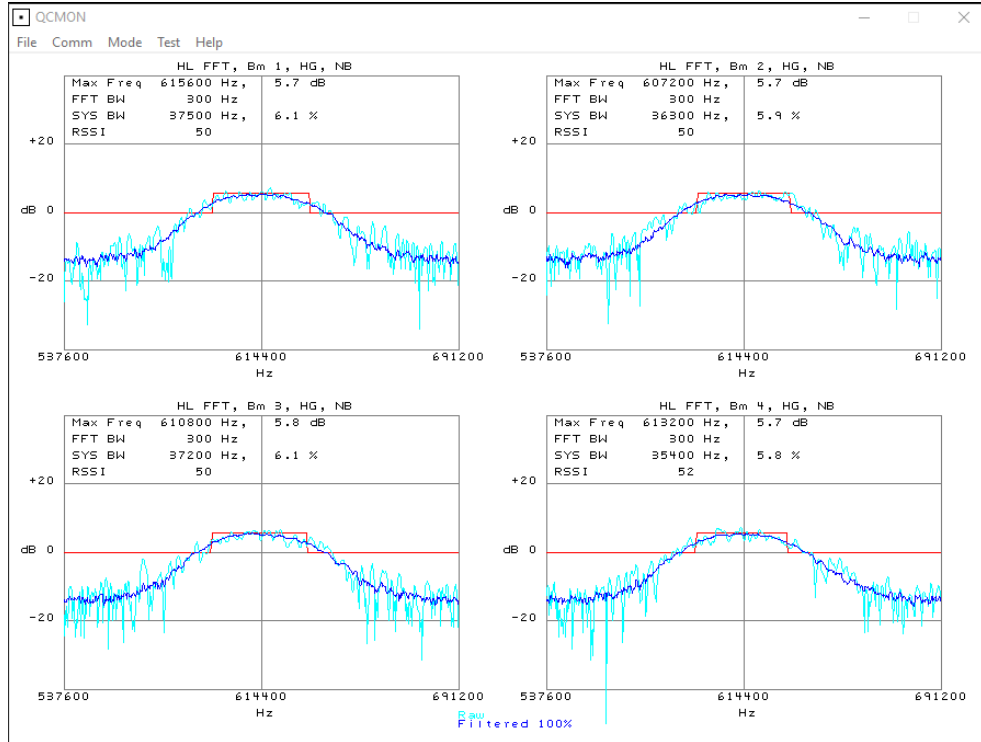 QCMON
File Comm Mode Test Help
HL FFT, Bm 1, HG, NB
Max Freq 615600 Hz, 5.7 dB
FFT BW 300 Hz
SYS BW 37500 Hz, 6.1 %
RSSI 50
+20
dB 0
-20
537600 614400 691200
Hz
HL FFT, Bm 2, HG, NB
Max Freq 607200 Hz, 5.7 dB
FFT BW 300 Hz
SYS BW 36300 Hz, 5.9 %
RSSI 50
+20
dB 0
-20
537600 614400 691200
Hz
HL FFT, Bm 3, HG, NB
Max Freq 610800 Hz, 5.8 dB
FFT BW 300 Hz
SYS BW 37200 Hz, 6.1 %
RSSI 50
+20
dB 0
-20
537600 614400 691200
Hz
HL FFT, Bm 4, HG, NB
Max Freq 613200 Hz, 5.7 dB
FFT BW 300 Hz
SYS BW 35400 Hz, 5.8 %
RSSI 52
+20
dB 0
-20
537600 614400 691200
Hz
Raw
Filtered 100%